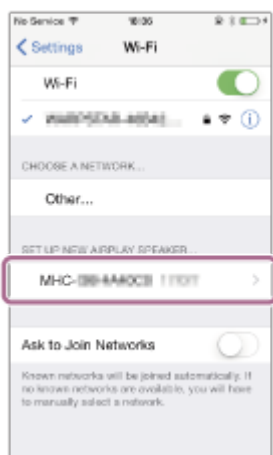 No Service 16:36
Settings Wi-Fi
Wi-Fi
CHOOSE A NETWORK...
Other...
SET UP NEW AIRPLAY SPEAKER...
MHC-
Ask to Join Networks
Known networks will be joined automatically. If
no known networks are available, you will have
to manually select a network.